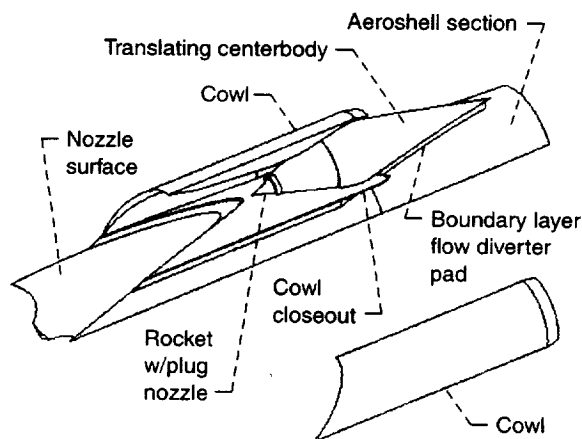 Aeroshell section
Translating centerbody
Cowl
Nozzle
surface
Boundary layer
flow diverter
pad
Cowl
closeout
Rocket
w/plug
nozzle
Cowl